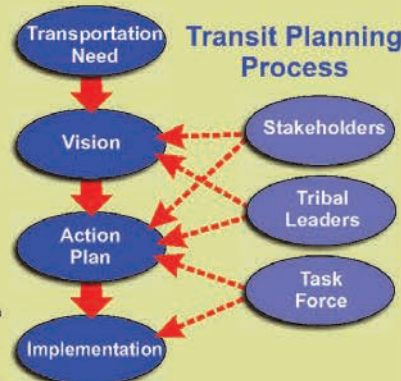 Transportation
Need
Transit Planning
Process
Vision
Stakeholders
Tribal
Leaders
Action
Plan
Task
Force
Implementation